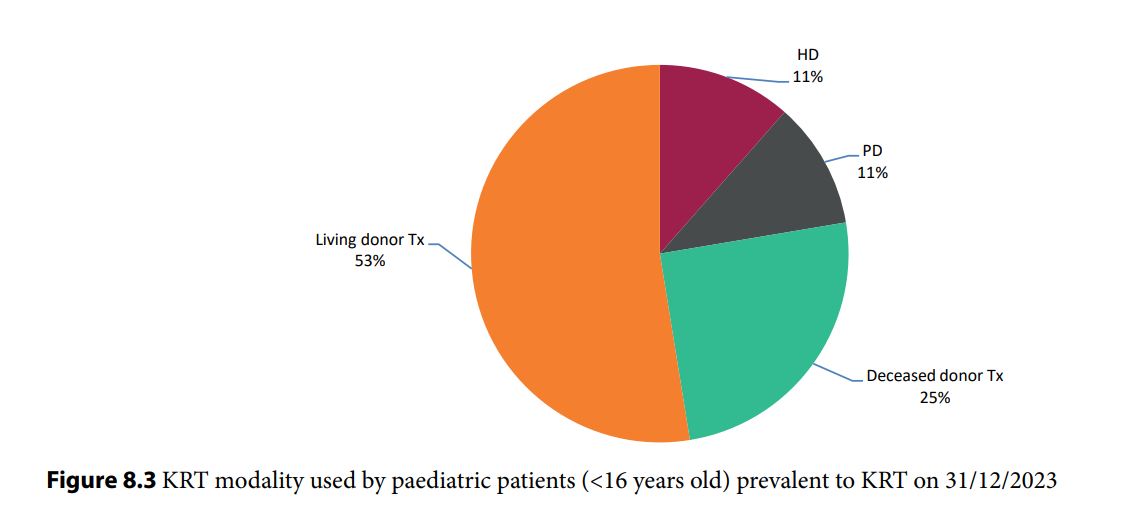 HD
11%
PD
11%
Living donor Tx
53%
Deceased donor Tx
25%
Figure 8.3 KRT modality used by paediatric patients (<16 years old) prevalent to KRT on 31/12/2023